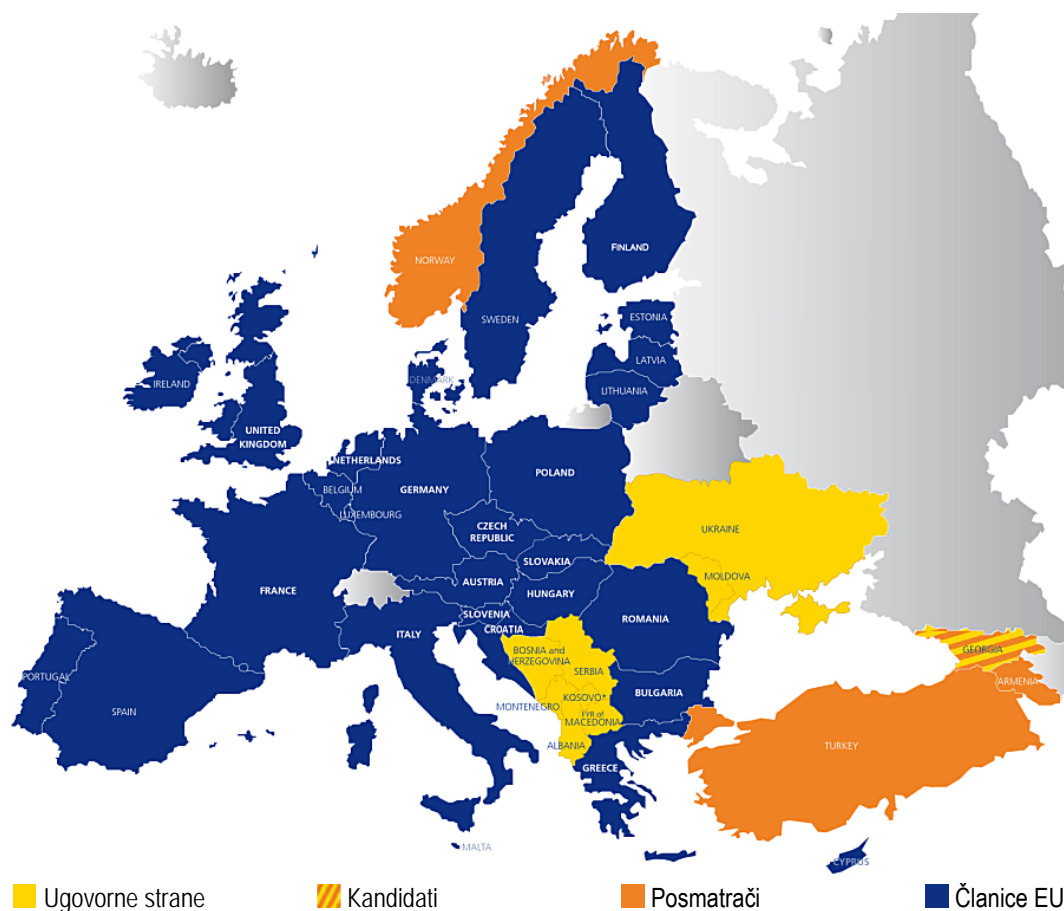 NORWAY
FINLAND
SWEDEN
ESTONIA
LATVIA
LITHUANIA
DENMARK
IRELAND
UNITED
KINGDOM
NETHERLANDS
BELGIUM
LUXEMBOURG
GERMANY
POLAND
CZECH
REPUBLIC
SLOVAKIA
AUSTRIA
HUNGARY
UKRAINE
MOLDOVA
FRANCE
SLOVENIA
CROATIA
ITALY
ROMANIA
BOSNIA and
HERZEGOVINA
SERBIA
KOSOVO*
MONTENEGRO
FYR of
MACEDONIA
ALBANIA
BULGARIA
GREECE
PORTUGAL
SPAIN
GEORGIA
ARMENIA
TURKEY
MALTA
CYPRUS
Ugovorne strane
Kandidati
Posmatrači
Članice EU